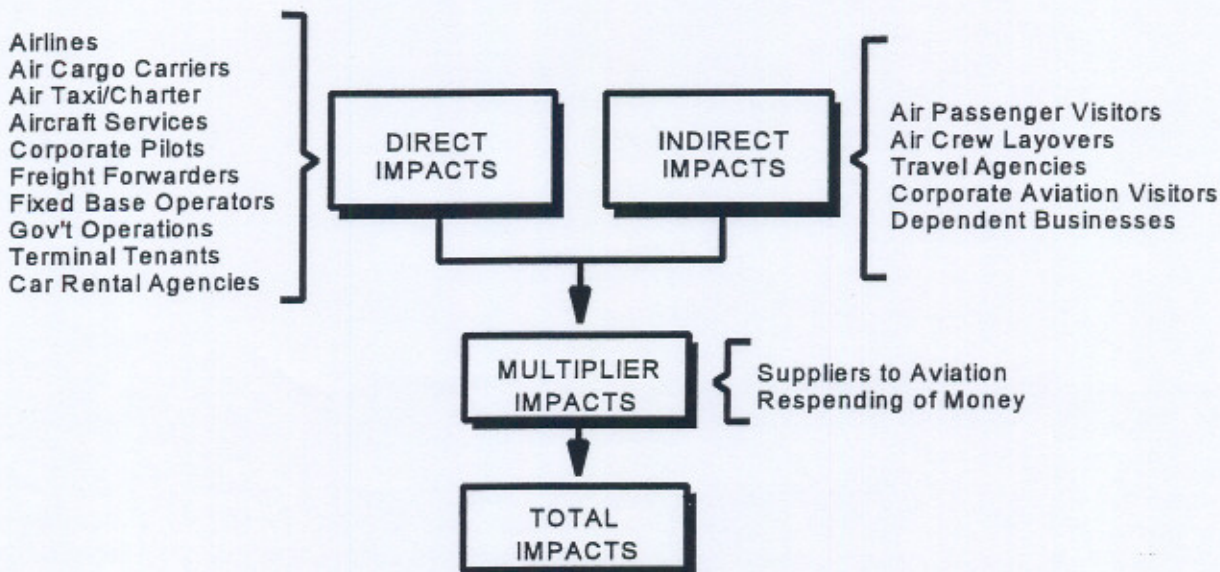 Airlines
Air Cargo Carriers
Air Taxi/Charter
Aircraft Services
Corporate Pilots
Freight Forwarders
Fixed Base Operators
Gov't Operations
Terminal Tenants
Car Rental Agencies
DIRECT
IMPACTS
INDIRECT
IMPACTS
Air Passenger Visitors
Air Crew Layovers
Travel Agencies
Corporate Aviation Visitors
Dependent Businesses
MULTIPLIER
IMPACTS
Suppliers to Aviation
Respending of Money
TOTAL
IMPACTS